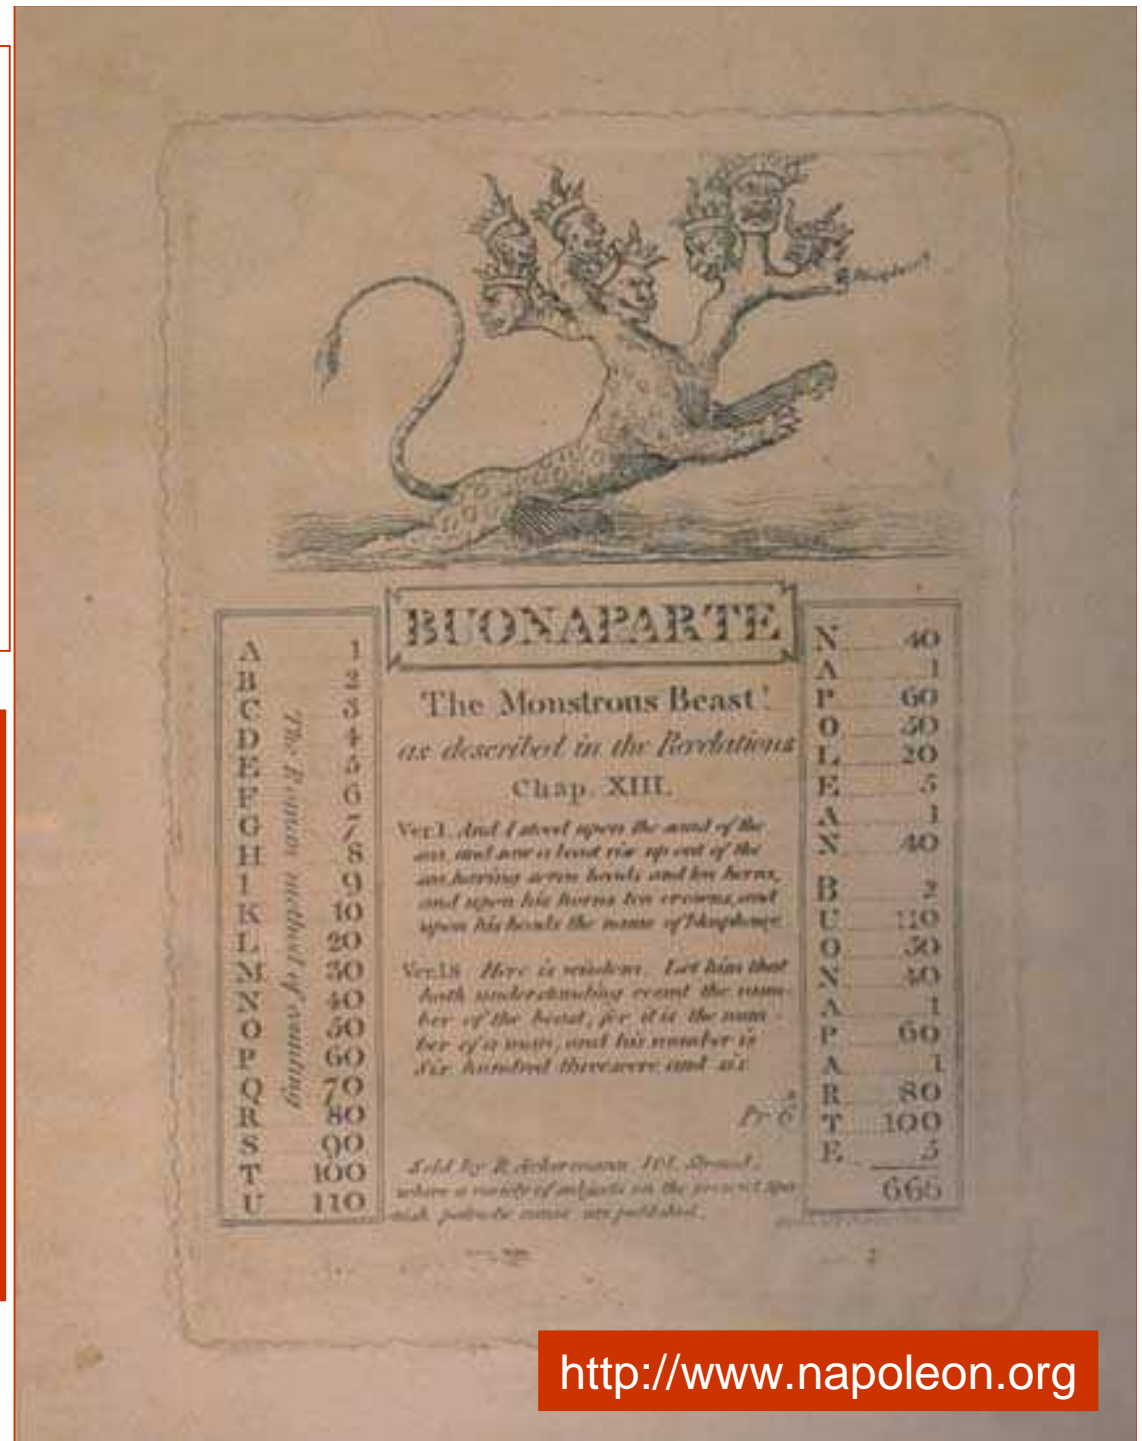 BUONAPARTE
The Monstrous Beast!
as described in the Revelations
Chap. XIII.
Ver.1. And I stood upon the sand of the
sea, and saw a beast rise up out of the
sea, having seven heads and ten horns,
and upon his horns ten crowns, and
upon his heads the name of
Ver.18 Here is wisdom. Let him that
hath understanding count the num-
ber of the beast, for it is the num-
ber of a man, and his number is
Six hundred threescore and six
Pr 6
Sold by R. Ackermann, 101, Strand,
where a variety of subjects on the present Spa-
nish patriotic cause are published.
A 1
B 2
C 3
D 4
E 5
F 6
G 7
H 8
I 9
K 10
L 20
M 30
N 40
O 50
P 60
Q 70
R 80
S 90
T 100
U 110
The method of counting
N 40
A 1
P 60
O 50
L 20
E 5
A 1
N 40
B 2
U 110
O 50
N 40
A 1
P 60
A 1
R 80
T 100
E 5
http://www.napoleon.org